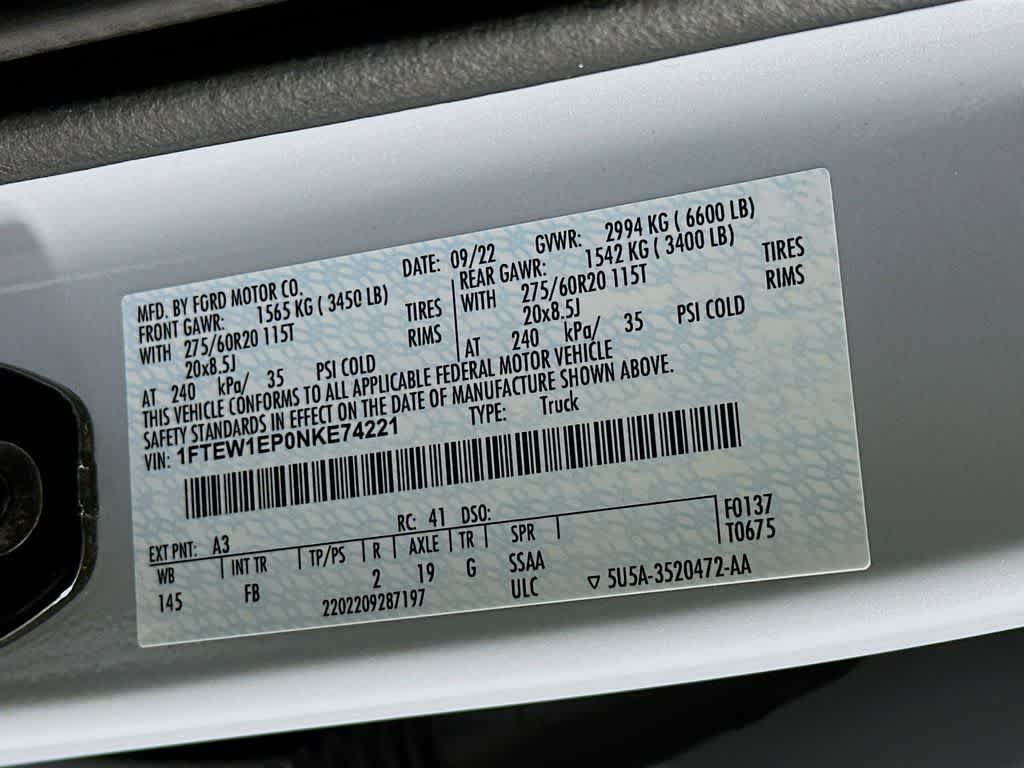 MFD. BY FORD MOTOR CO. DATE: 09/22 GVWR: 2994 KG ( 6600 LB)
FRONT GAWR: 1565 KG ( 3450 LB) REAR GAWR: 1542 KG ( 3400 LB)
WITH 275/60R20 115T TIRES WITH 275/60R20 115T TIRES
20x8.5J RIMS 20x8.5J RIMS
AT 240 kPa/ 35 PSI COLD AT 240 kPa/ 35 PSI COLD
THIS VEHICLE CONFORMS TO ALL APPLICABLE FEDERAL MOTOR VEHICLE
SAFETY STANDARDS IN EFFECT ON THE DATE OF MANUFACTURE SHOWN ABOVE.
VIN: 1FTEW1EP0NKE74221 TYPE: Truck
EXT PNT: A3 RC: 41 DSO: F0137
WB INT TR TP/PS R AXLE TR SPR T0675
145 FB 2 19 G SSAA
2202209287197 ULC ▽ 5U5A-3520472-AA